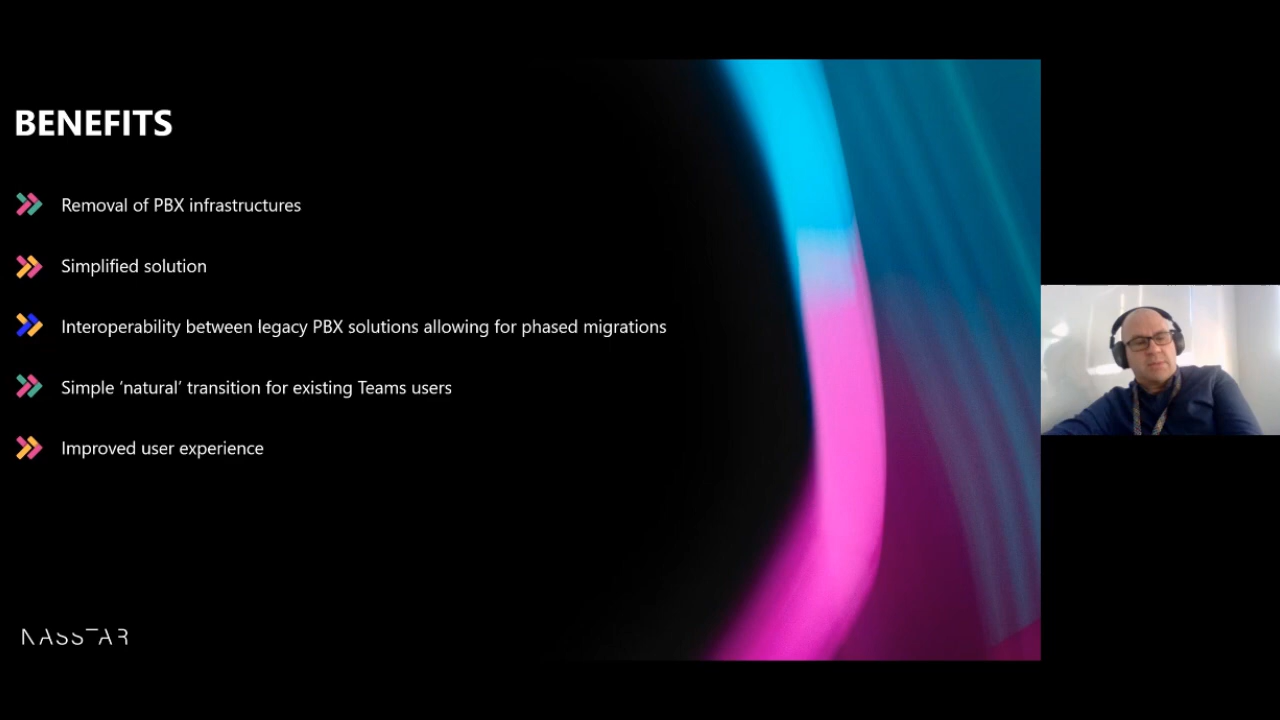 BENEFITS
Removal of PBX infrastructures
Simplified solution
Interoperability between legacy PBX solutions allowing for phased migrations
Simple ‘natural’ transition for existing Teams users
Improved user experience
NASSTAR